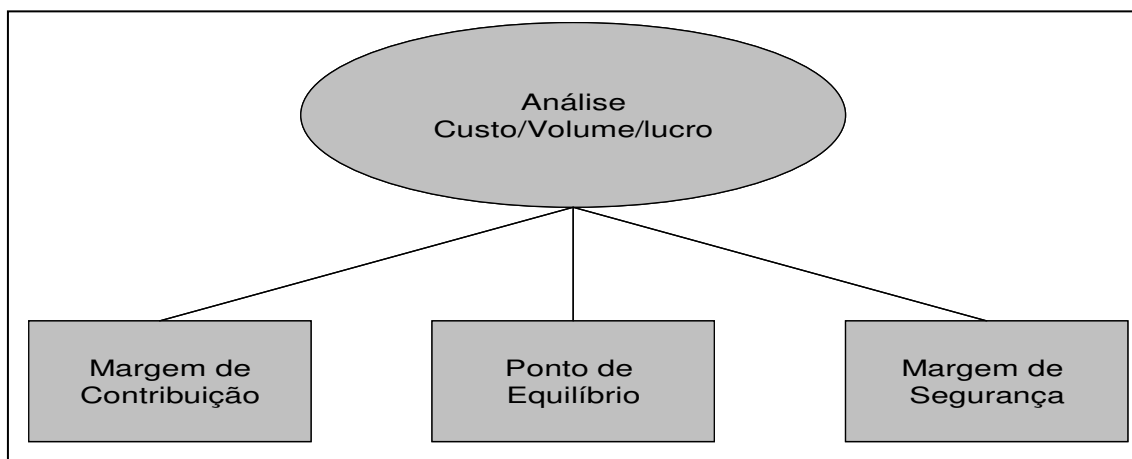 Análise
Custo/Volume/lucro
Margem de
Contribuição
Ponto de
Equilíbrio
Margem de
Segurança